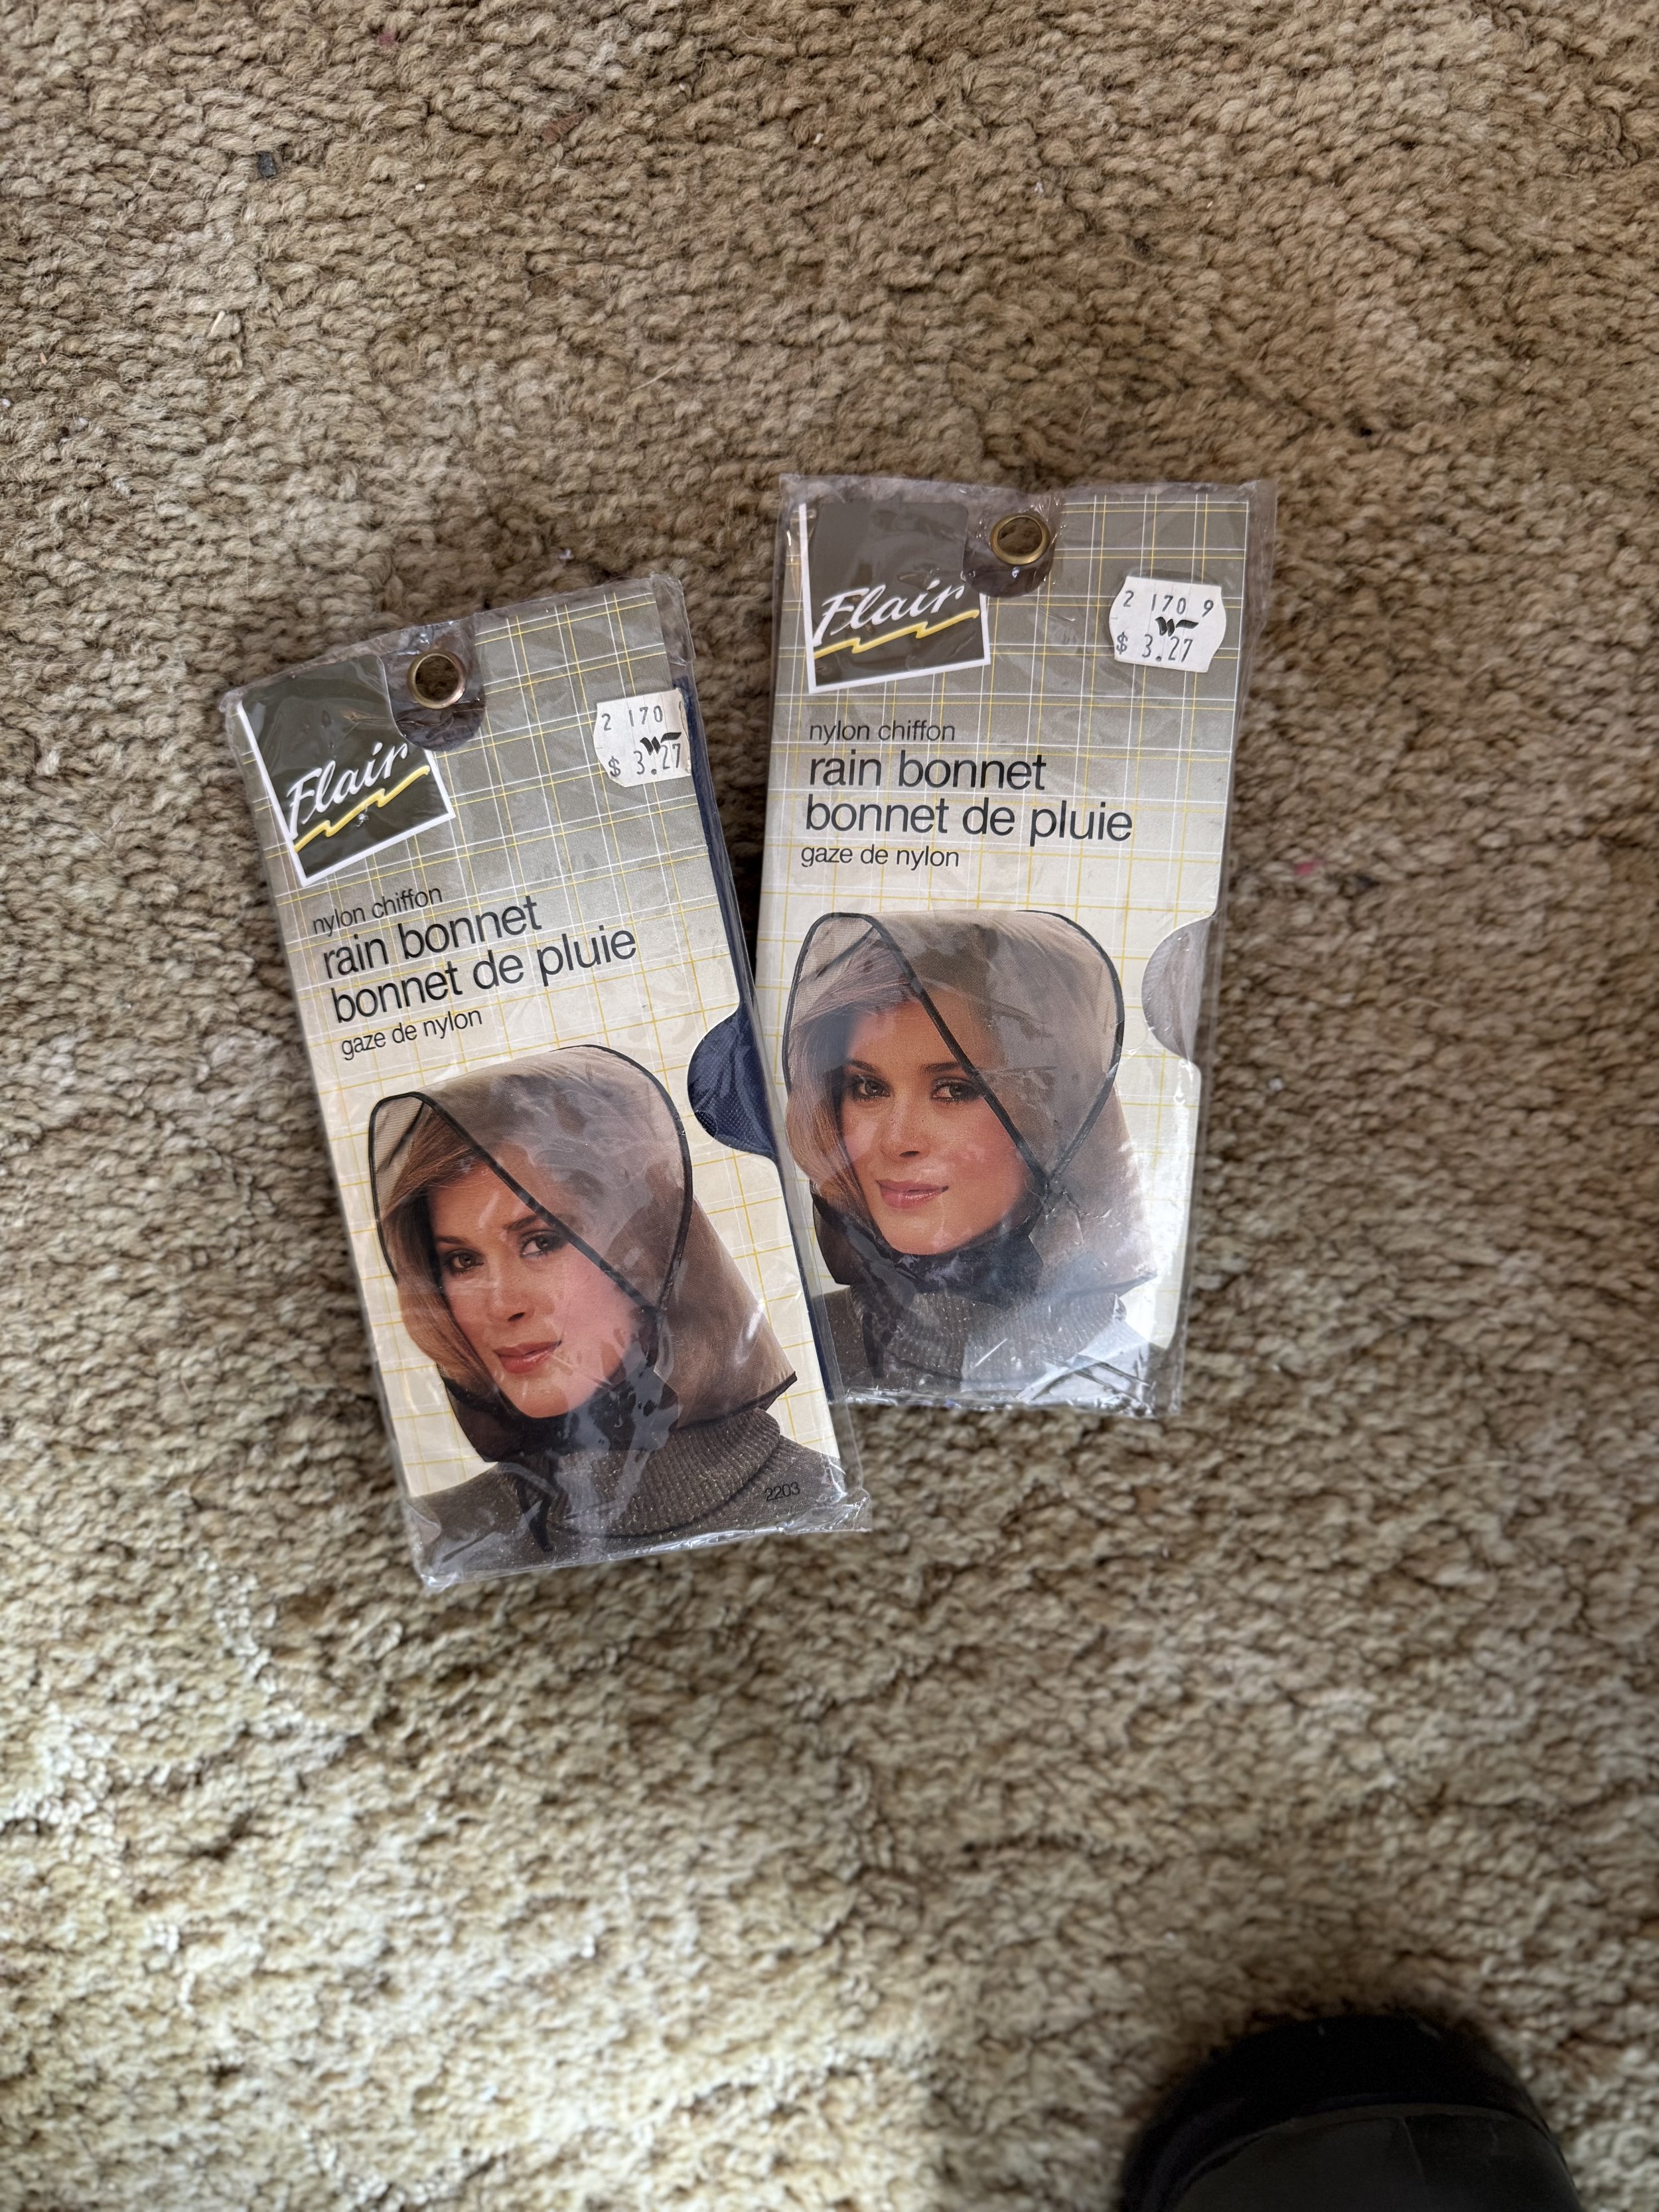 Flair
2 170
$ 3.27
nylon chiffon
rain bonnet
bonnet de pluie
gaze de nylon
2203
Flair
2 170 9
W
$ 3.27
nylon chiffon
rain bonnet
bonnet de pluie
gaze de nylon